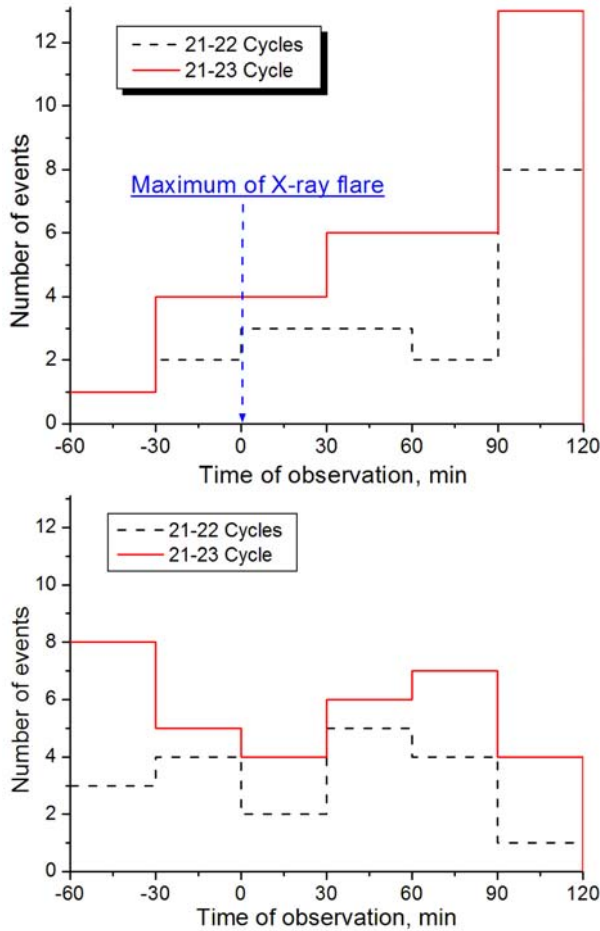 12
10
8
6
4
2
0
Number of events
21-22 Cycles
21-23 Cycle
Maximum of X-ray flare
-60 -30 0 30 60 90 120
Time of observation, min
12
10
8
6
4
2
0
Number of events
21-22 Cycles
21-23 Cycle
-60 -30 0 30 60 90 120
Time of observation, min